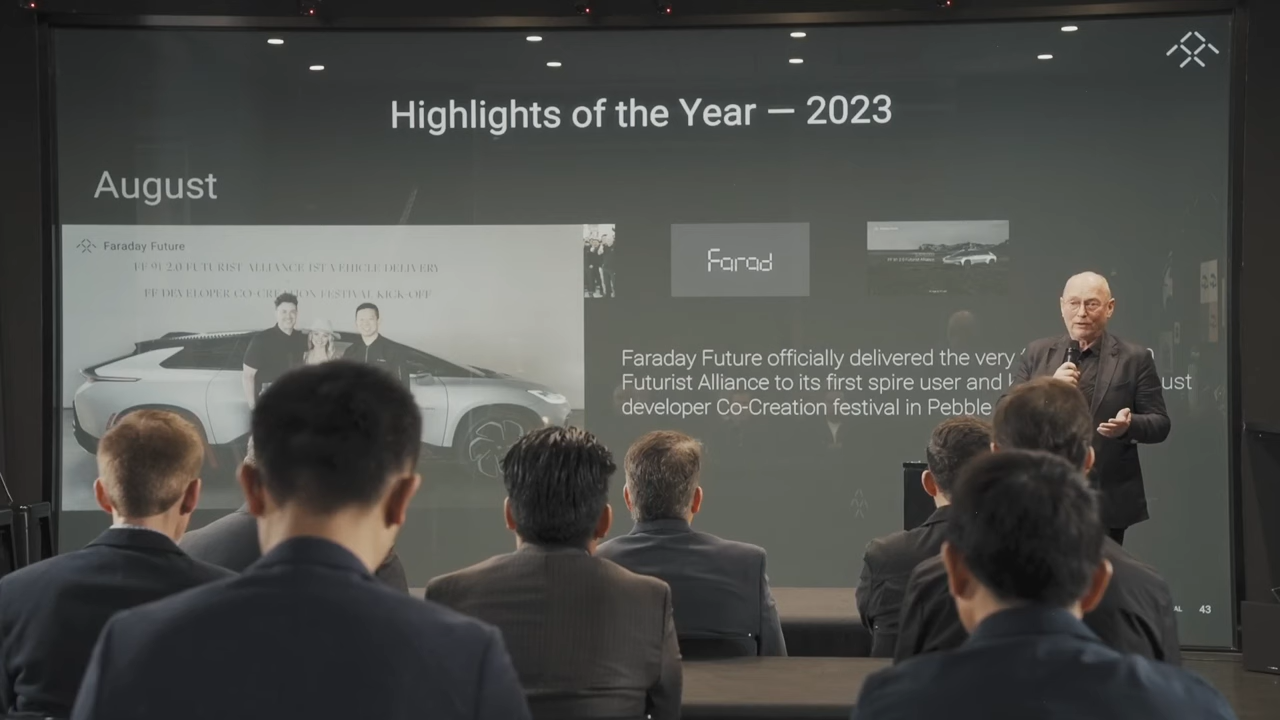 Highlights of the Year — 2023
August
Faraday Future
FF 91 2.0 FUTURIST ALLIANCE 1ST VEHICLE DELIVERY
FF DEVELOPER CO-CREATION FESTIVAL KICK-OFF
Farad
Faraday Future officially delivered the very
Futurist Alliance to its first spire user and
developer Co-Creation festival in Pebble
43